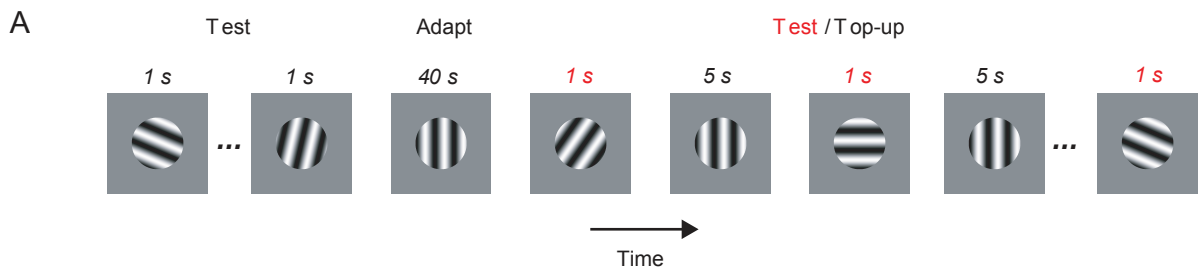 A
Test Adapt Test / Top-up
1 s 1 s 40 s 1 s 5 s 1 s 5 s 1 s
... ...
Time